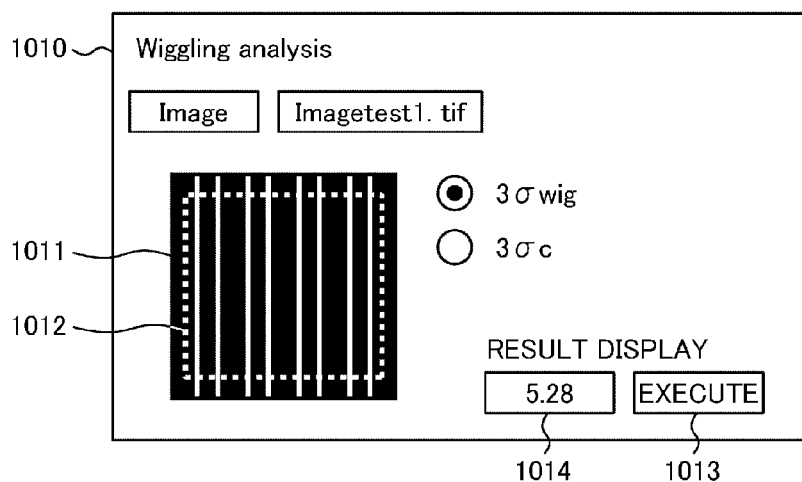 1010
Wiggling analysis
Image
Imagetest1. tif
3σwig
3σc
1011
1012
RESULT DISPLAY
5.28
EXECUTE
1014
1013